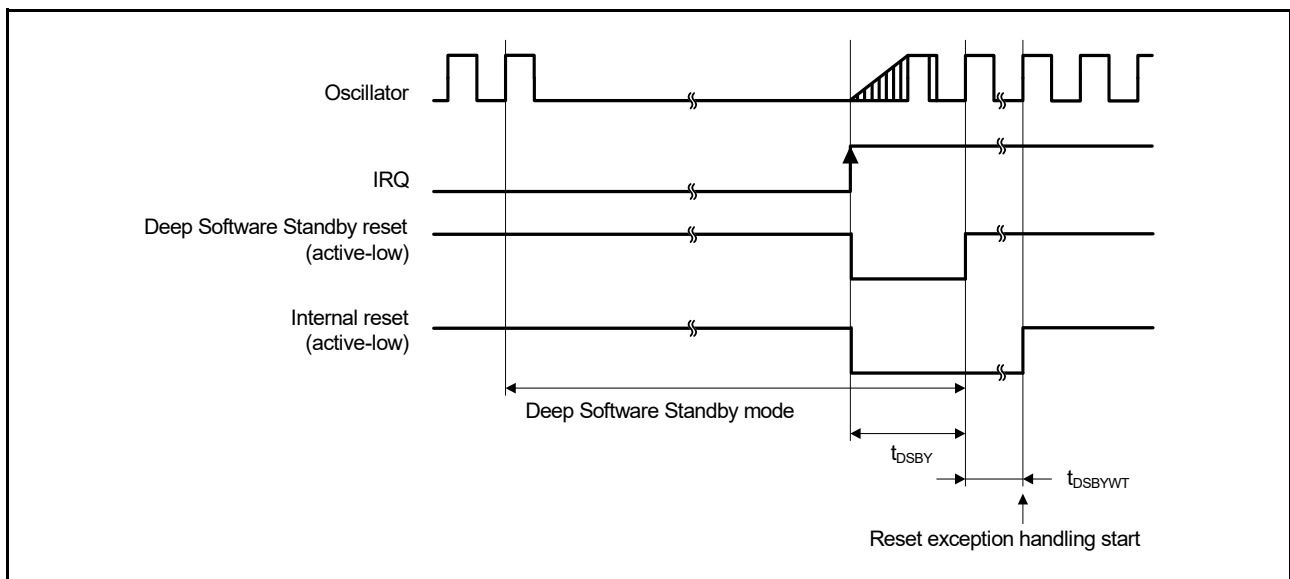 Oscillator
IRQ
Deep Software Standby reset
(active-low)
Internal reset
(active-low)
Deep Software Standby mode
tDSBY
tDSBYWT
Reset exception handling start